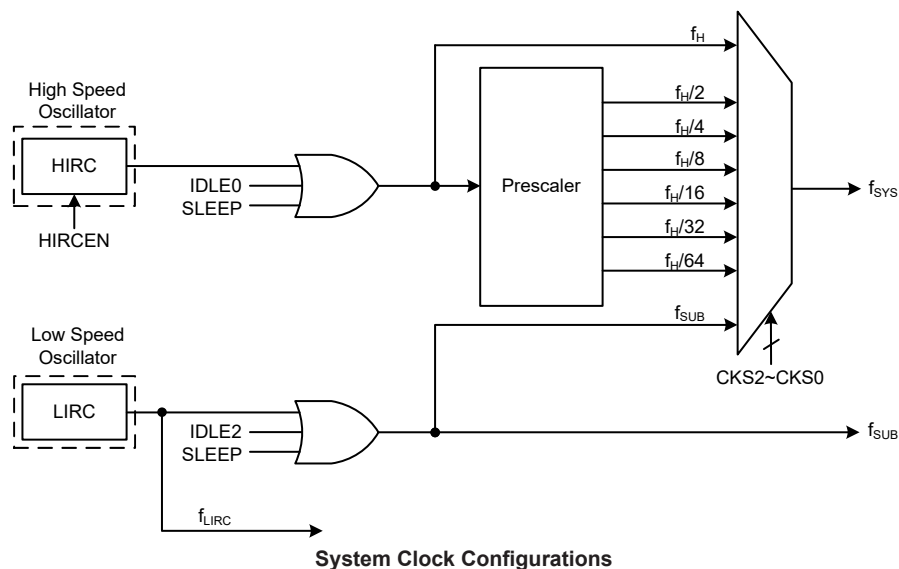 High Speed
Oscillator
HIRC
HIRCEN
IDLE0
SLEEP
Prescaler
fH
fH/2
fH/4
fH/8
fH/16
fH/32
fH/64
fSUB
fSYS
CKS2~CKS0
Low Speed
Oscillator
LIRC
IDLE2
SLEEP
fSUB
fLIRC
System Clock Configurations